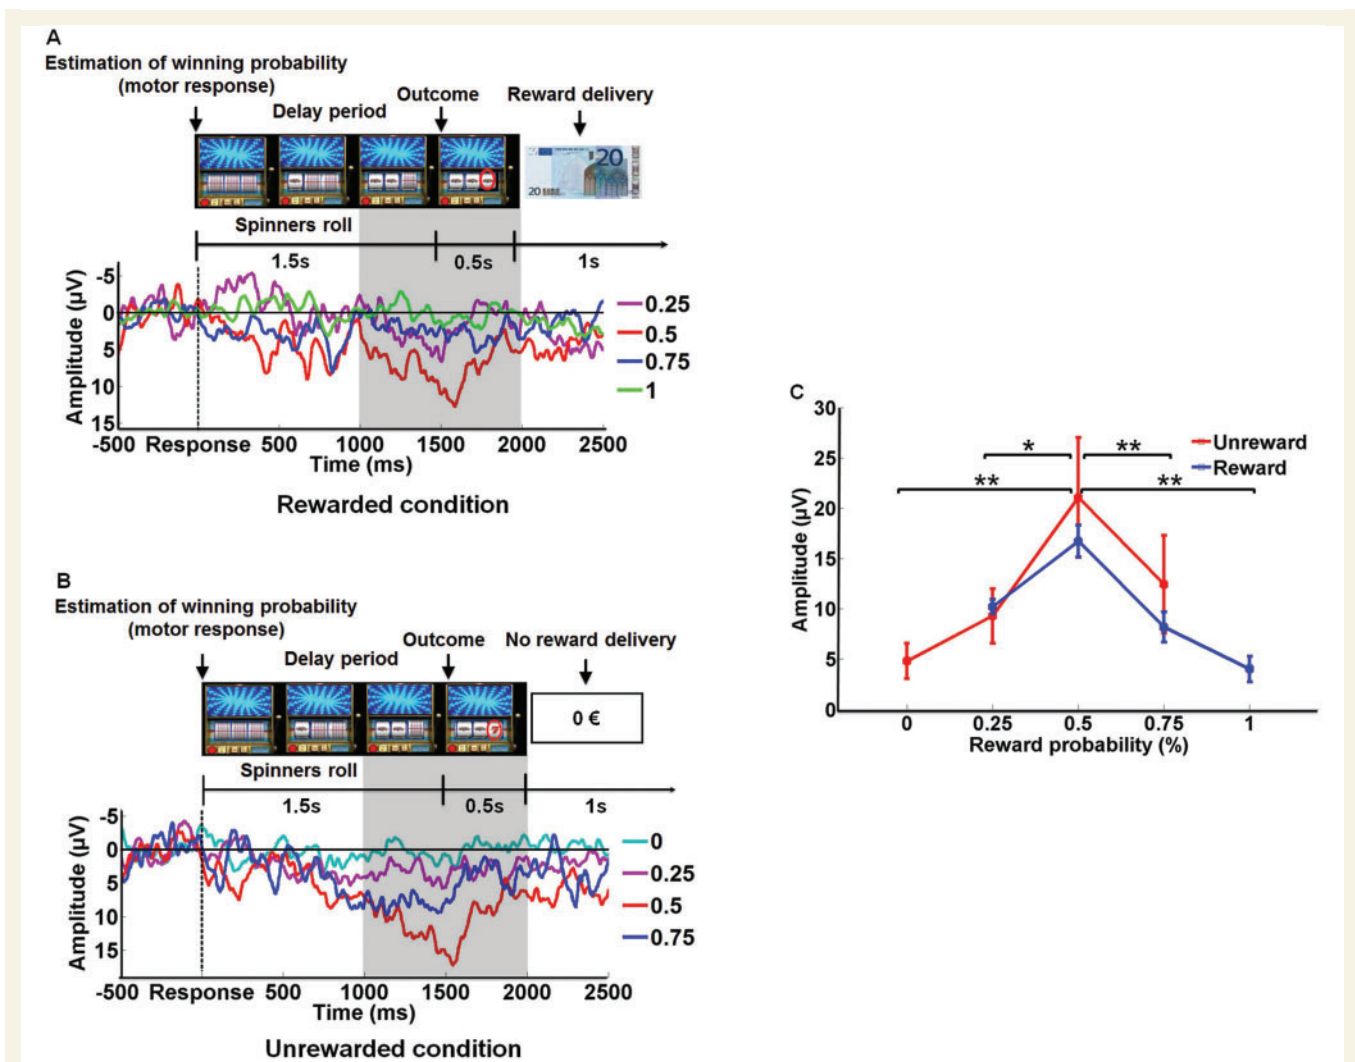 A
Estimation of winning probability
(motor response)
Outcome
Reward delivery
Delay period
20
20
Spinners roll
1.5s
0.5s
1s
Amplitude (µV)
-5
0
5
10
15
0.25
0.5
0.75
1
-500 Response 500 1000 1500 2000 2500
Time (ms)
Rewarded condition
B
Estimation of winning probability
(motor response)
Outcome
No reward delivery
Delay period
7
0 €
Spinners roll
1.5s
0.5s
1s
Amplitude (µV)
-5
0
5
10
15
0
0.25
0.5
0.75
-500 Response 500 1000 1500 2000 2500
Time (ms)
Unrewarded condition
C
Amplitude (µV)
30
25
20
15
10
5
0
* **
** **
Unreward
Reward
0 0.25 0.5 0.75 1
Reward probability (%)